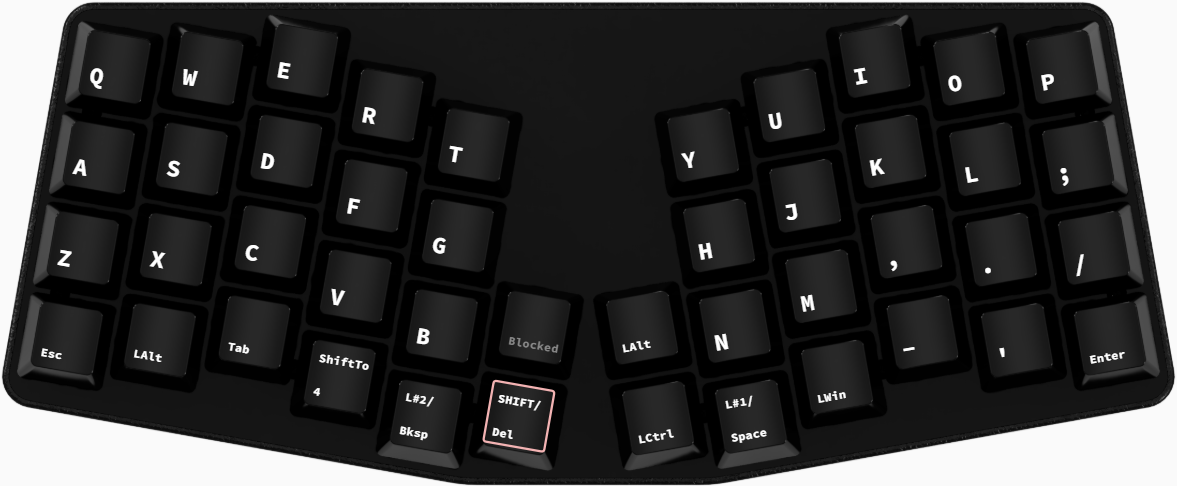 Q W E R T Y U I O P
A S D F G H J K L ;
Z X C V B Blocked LAlt N M , . /
Esc LAlt Tab ShiftTo
4 L#2/
Bksp SHIFT/
Del LCtrl L#1/
Space LWin - ' Enter